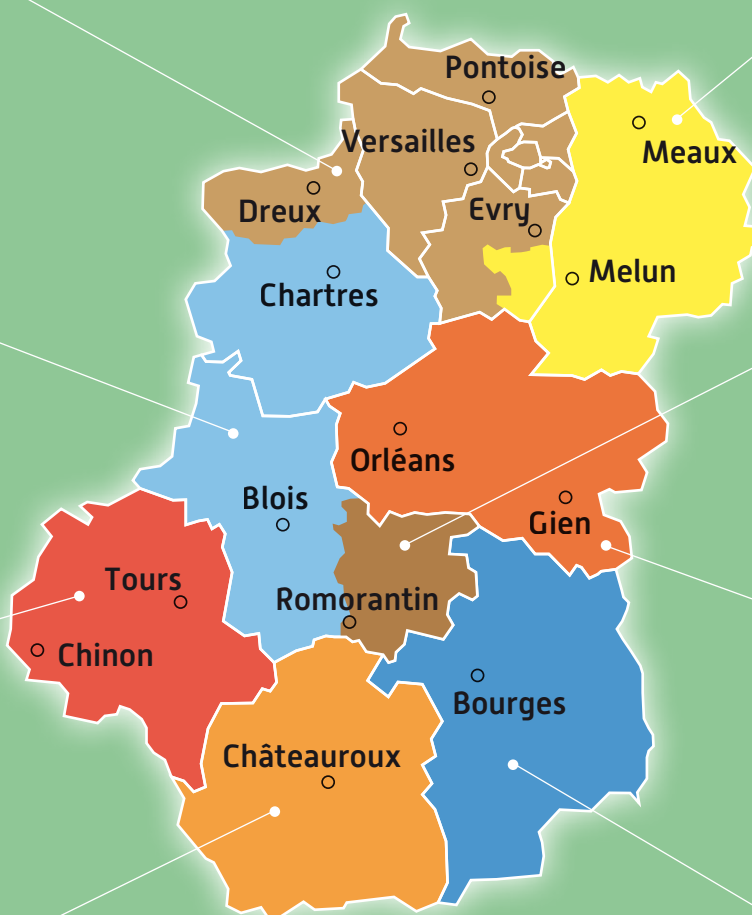 Pontoise
Versailles
Meaux
Dreux
Evry
Melun
Chartres
Orléans
Blois
Gien
Tours
Romorantin
Chinon
Bourges
Châteauroux